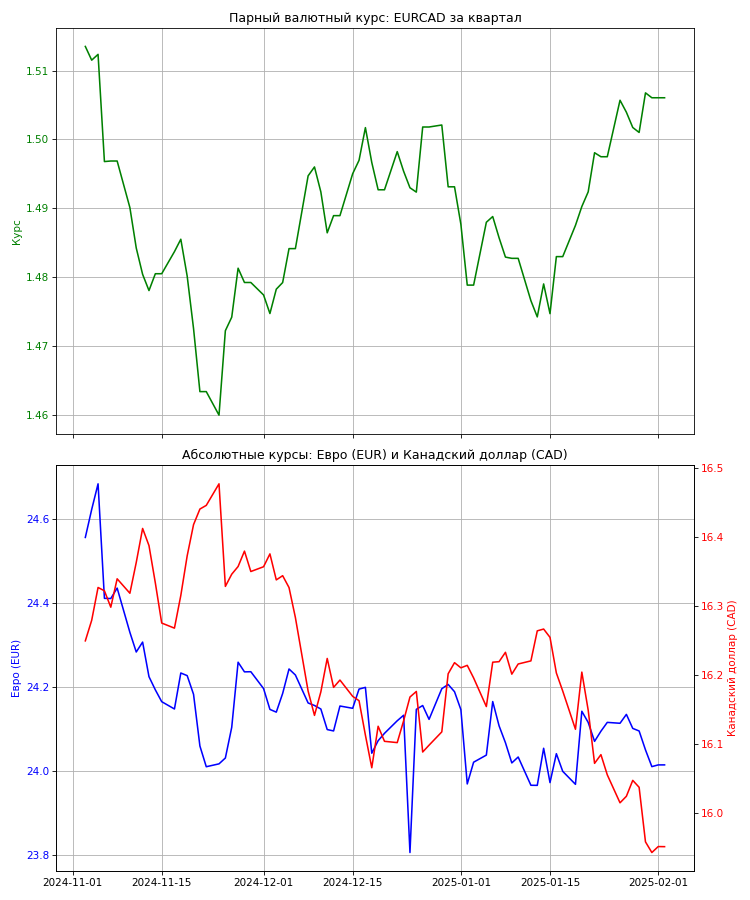 Парный валютный курс: EURCAD за квартал
1.51
1.50
1.49
1.48
1.47
1.46
Курс
Абсолютные курсы: Евро (EUR) и Канадский доллар (CAD)
24.6
24.4
24.2
24.0
23.8
Евро (EUR)
16.5
16.4
16.3
16.2
16.1
16.0
Канадский доллар (CAD)
2024-11-01 2024-11-15 2024-12-01 2024-12-15 2025-01-01 2025-01-15 2025-02-01